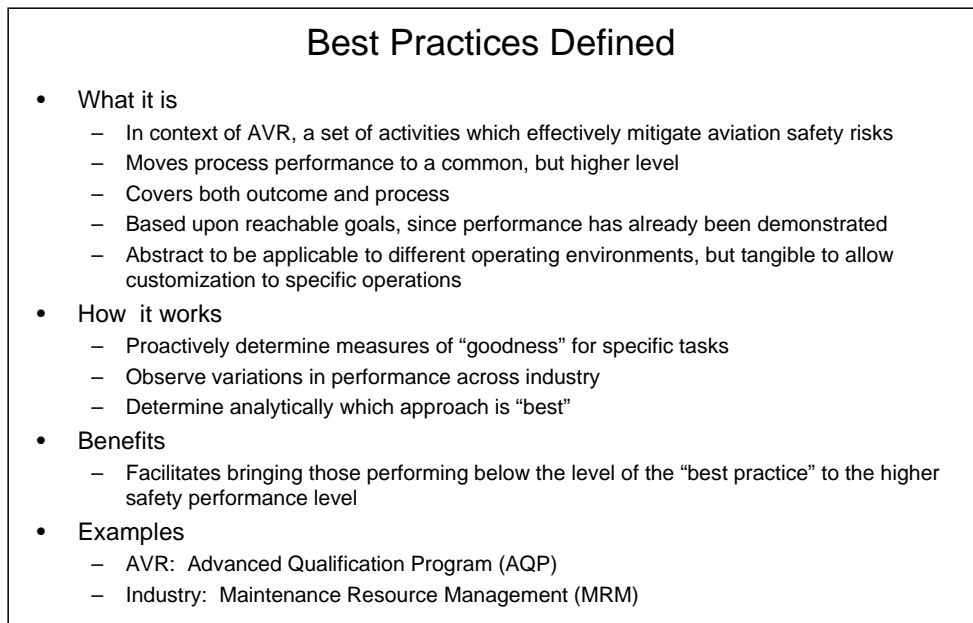 Best Practices Defined
• What it is
– In context of AVR, a set of activities which effectively mitigate aviation safety risks
– Moves process performance to a common, but higher level
– Covers both outcome and process
– Based upon reachable goals, since performance has already been demonstrated
– Abstract to be applicable to different operating environments, but tangible to allow
customization to specific operations
• How  it works
– Proactively determine measures of “goodness” for specific tasks
– Observe variations in performance across industry
– Determine analytically which approach is “best”
• Benefits
– Facilitates bringing those performing below the level of the “best practice” to the higher
safety performance level
• Examples
– AVR:  Advanced Qualification Program (AQP)
– Industry:  Maintenance Resource Management (MRM)